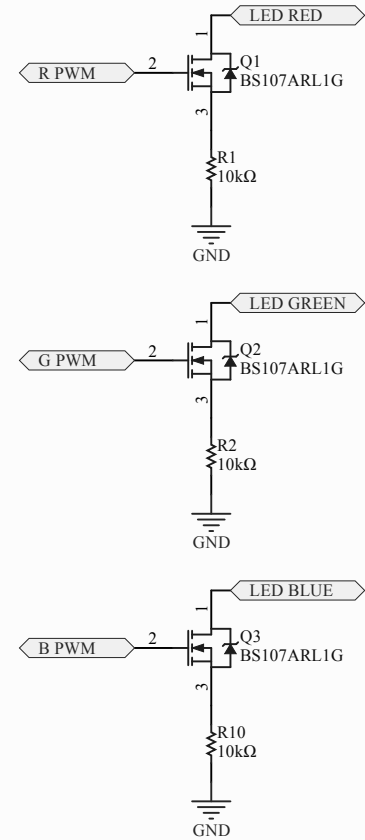 LED RED
1
Q1
R PWM
2
BS107ARL1G
3
R1
10kΩ
GND
LED GREEN
1
Q2
G PWM
2
BS107ARL1G
3
R2
10kΩ
GND
LED BLUE
1
Q3
B PWM
2
BS107ARL1G
3
R10
10kΩ
GND